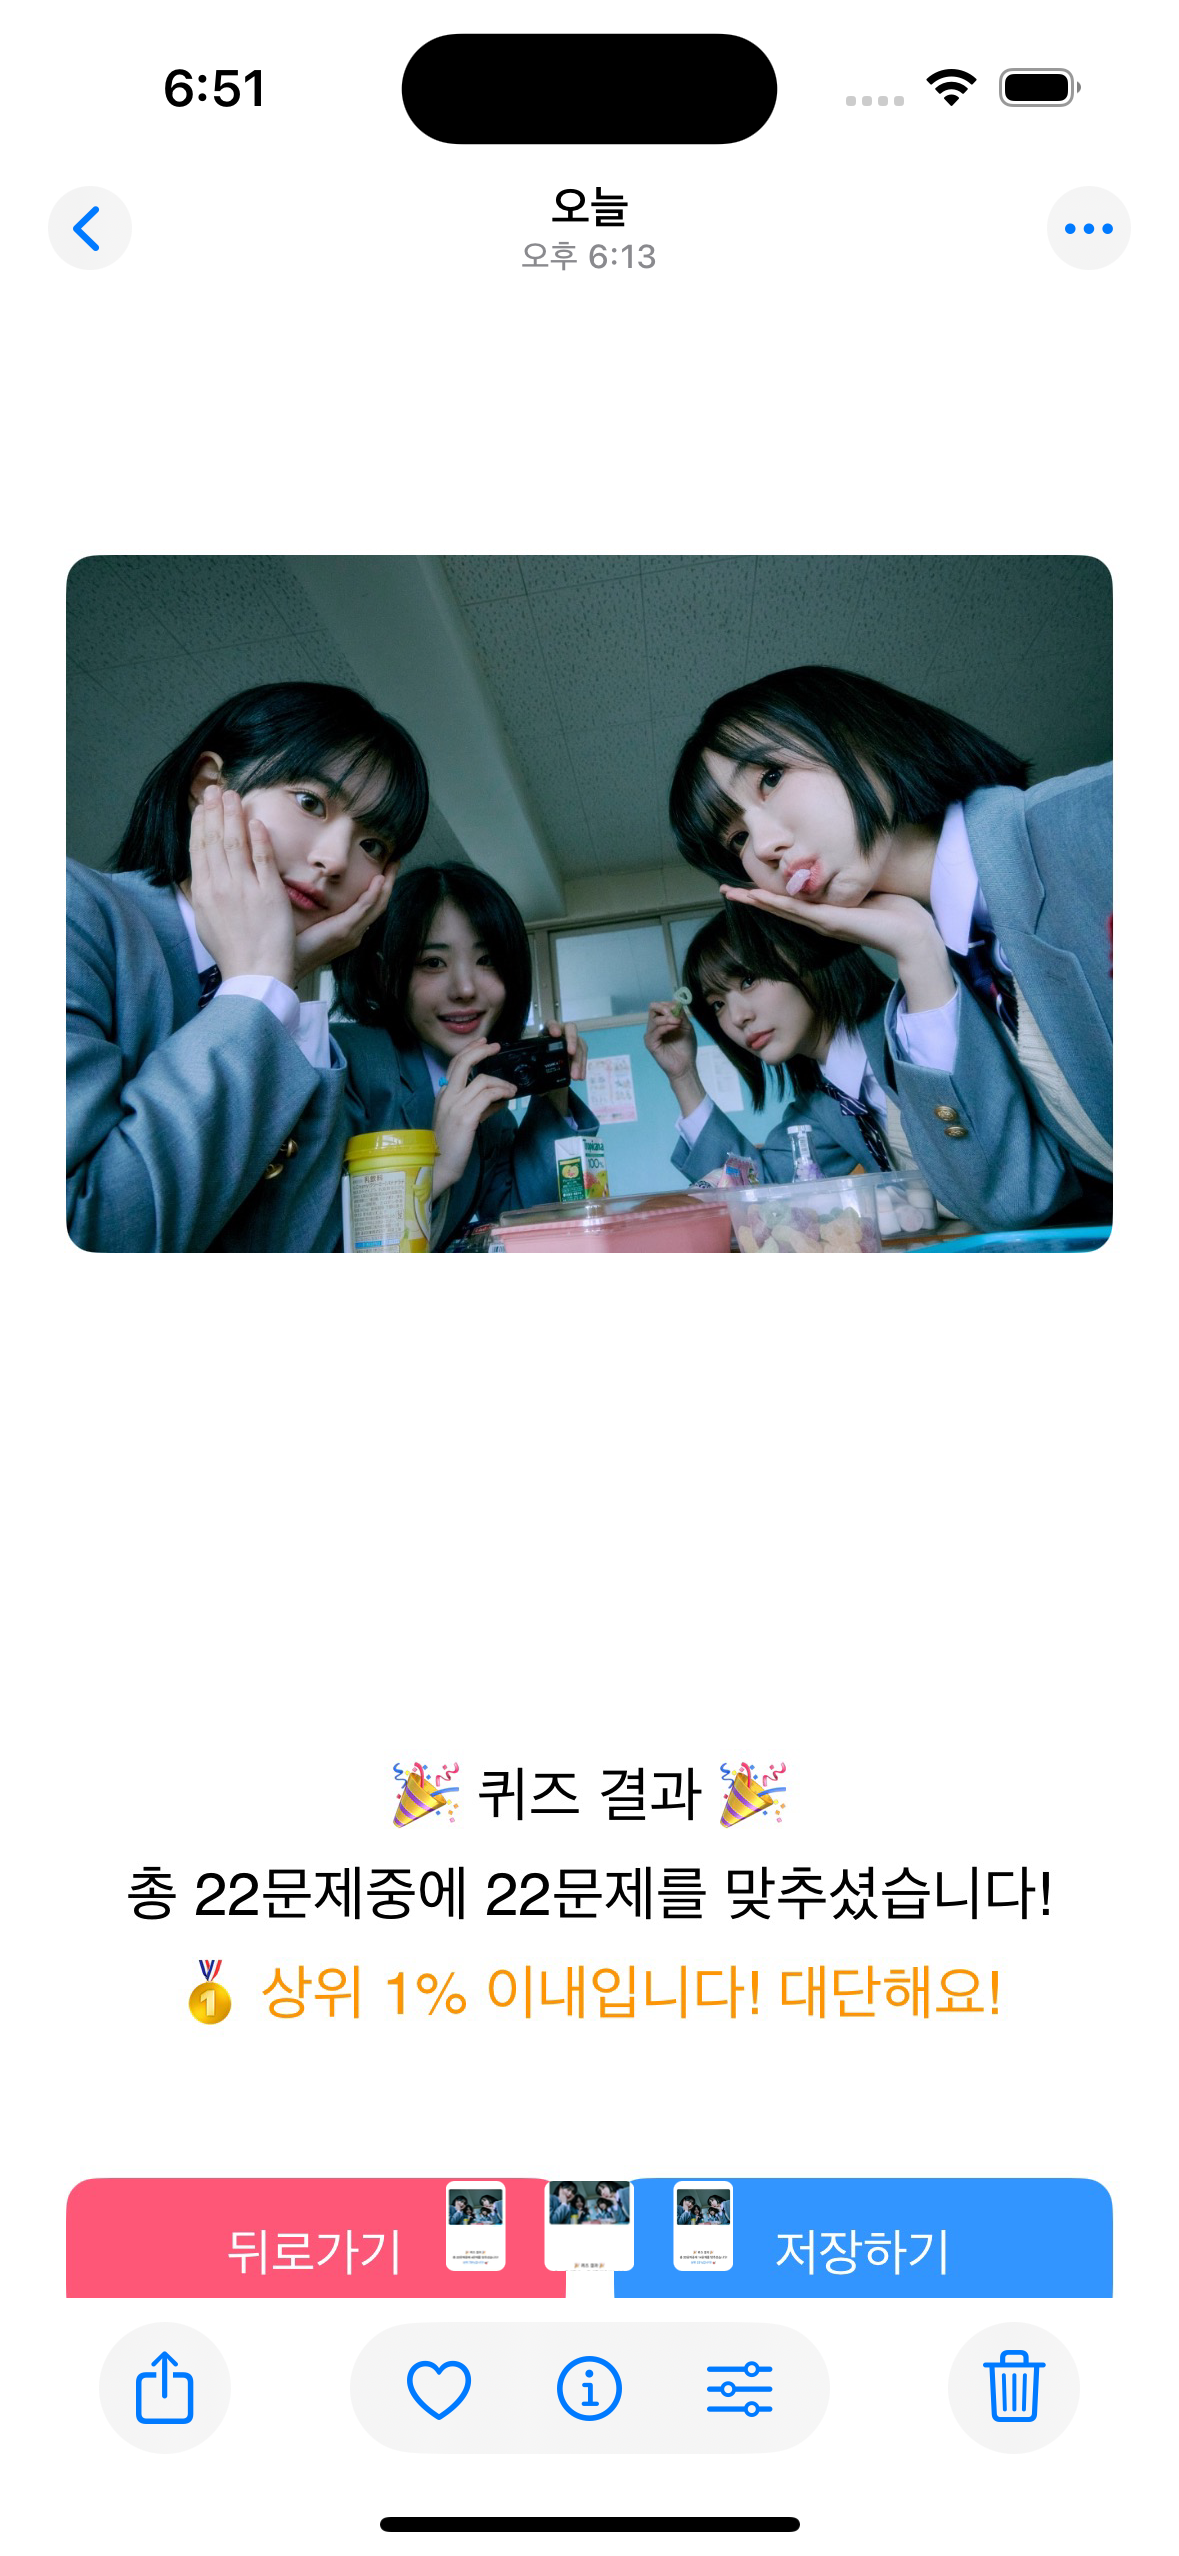 6:51
오늘
오후 6:13
100%
🎉 퀴즈 결과 🎉
총 22문제중에 22문제를 맞추셨습니다!
🥇 상위 1% 이내입니다! 대단해요!
뒤로가기
저장하기